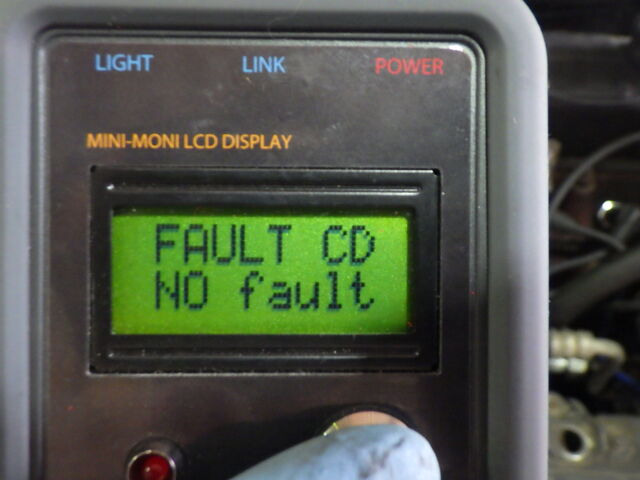 LIGHT LINK POWER
MINI-MONI LCD DISPLAY
FAULT CD
NO fault